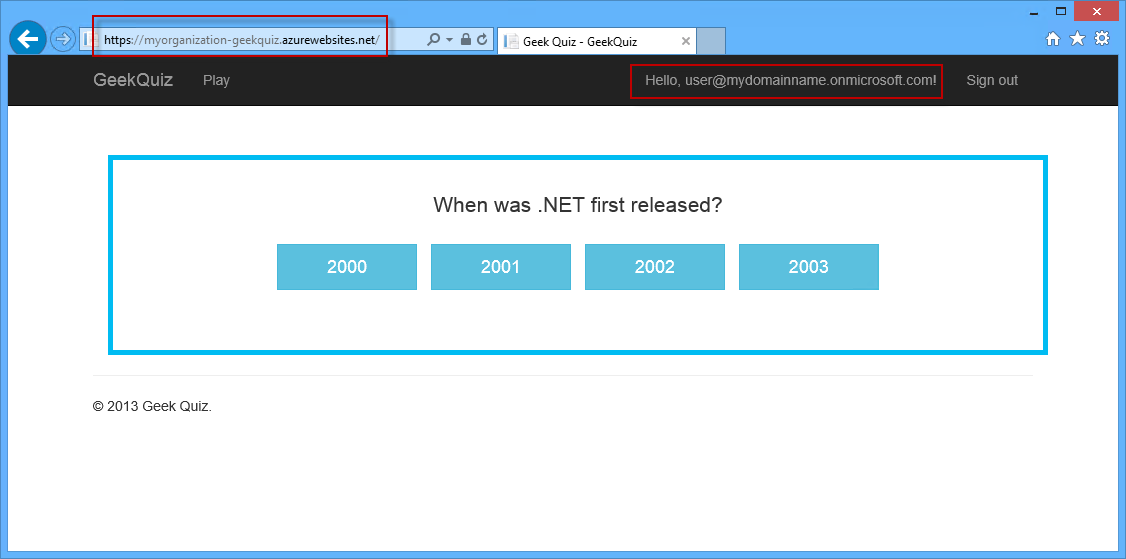 https://myorganization-geekquiz.azurewebsites.net/
Geek Quiz - GeekQuiz
GeekQuiz Play Hello, user@mydomainname.onmicrosoft.com! Sign out
When was .NET first released?
2000 2001 2002 2003
© 2013 Geek Quiz.